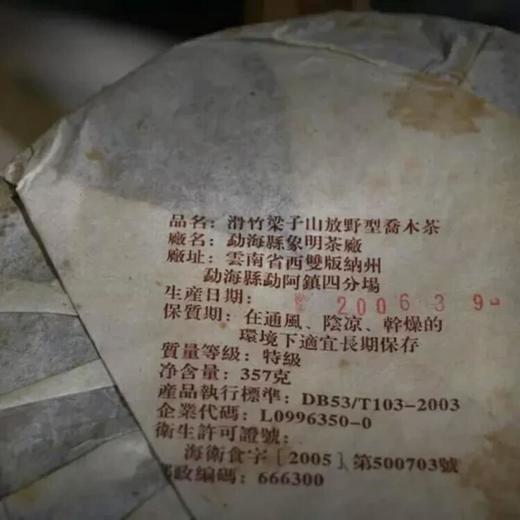 品名：滑竹梁子山放野型喬木茶
廠名：勐海縣象明茶廠
廠址：雲南省西雙版納州
勐海縣勐阿鎮四分場
生産日期： 2006 3 9
保質期：在通風、陰凉、幹燥的
環境下適宜長期保存
質量等級：特級
净含量：357克
産品執行標準：DB53/T103-2003
企業代碼：L0996350-0
衛生許可證號：
海衛食字［2005］第500703號
政編碼：666300